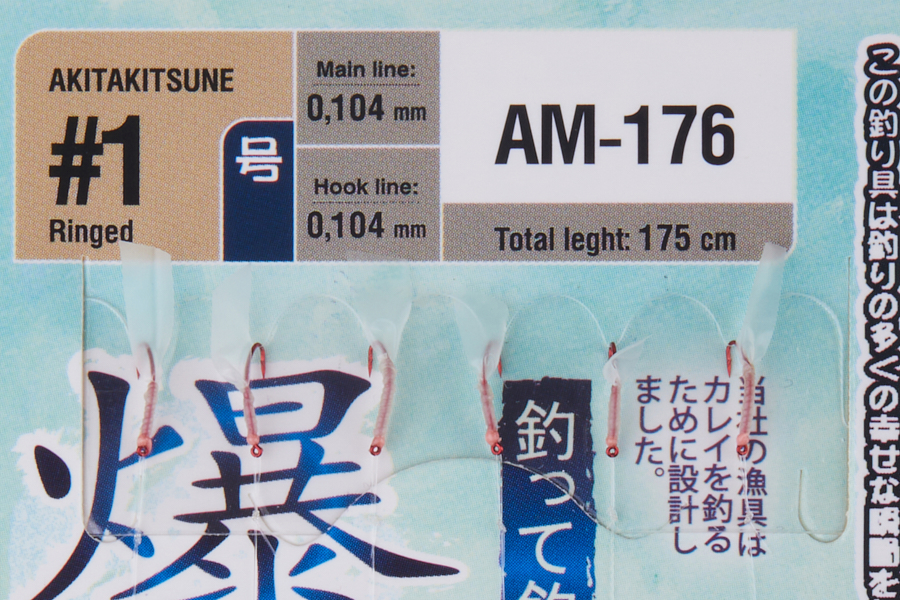 AKITAKITSUNE
#1
Ringed
号
Main line:
0,104 mm
Hook line:
0,104 mm
AM-176
Total leght: 175 cm
この釣り具は釣りの多くの幸せな瞬間を
当社の漁具は
カレイを釣る
ために設計し
ました。
釣って
爆